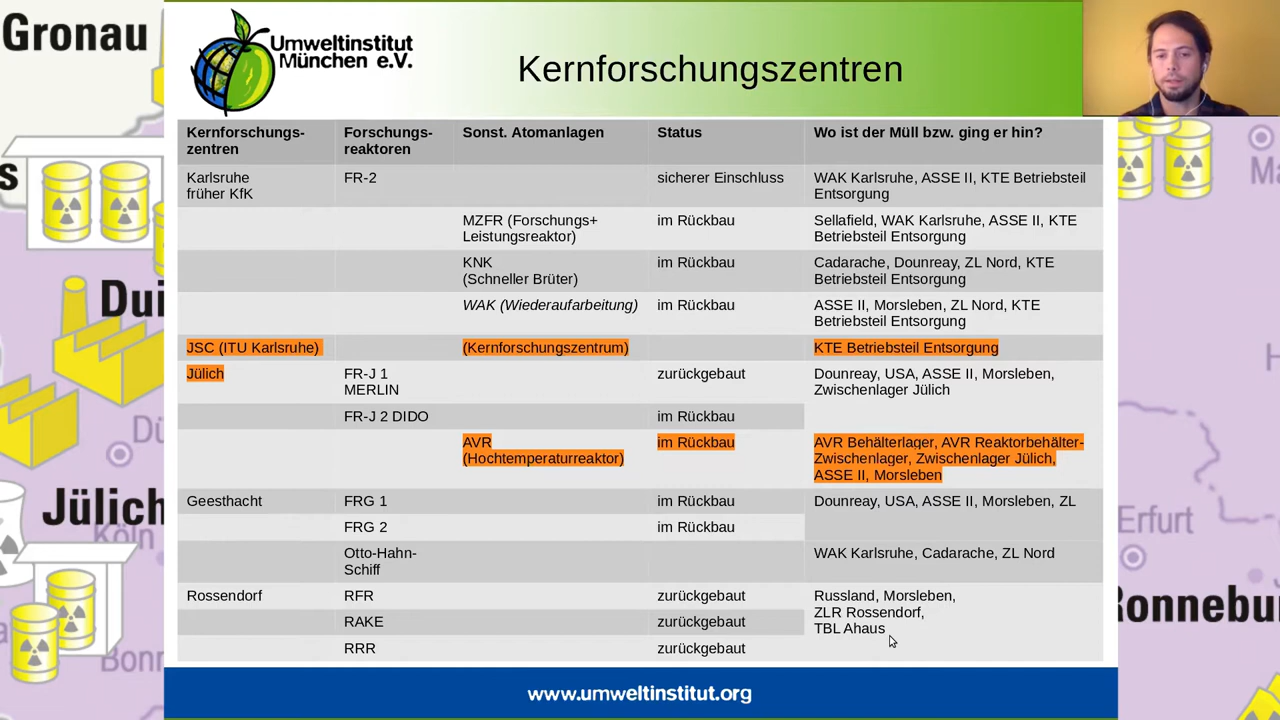 Gronau
Umweltinstitut
München e.V.
Kernforschungszentren
Kernforschungs-
zentren
Forschungs-
reaktoren
Sonst. Atomanlagen
Status
Wo ist der Müll bzw. ging er hin?
Karlsruhe
früher KfK
FR-2
sicherer Einschluss
WAK Karlsruhe, ASSE II, KTE Betriebsteil
Entsorgung
MZFR (Forschungs+
Leistungsreaktor)
im Rückbau
Sellafield, WAK Karlsruhe, ASSE II, KTE
Betriebsteil Entsorgung
KNK
(Schneller Brüter)
im Rückbau
Cadarache, Dounreay, ZL Nord, KTE
Betriebsteil Entsorgung
WAK (Wiederaufarbeitung)
im Rückbau
ASSE II, Morsleben, ZL Nord, KTE
Betriebsteil Entsorgung
JSC (ITU Karlsruhe)
(Kernforschungszentrum)
KTE Betriebsteil Entsorgung
Jülich
FR-J 1
MERLIN
zurückgebaut
Dounreay, USA, ASSE II, Morsleben,
Zwischenlager Jülich
FR-J 2 DIDO
im Rückbau
AVR
(Hochtemperaturreaktor)
im Rückbau
AVR Behälterlager, AVR Reaktorbehälter-
Zwischenlager, Zwischenlager Jülich,
ASSE II, Morsleben
Geesthacht
FRG 1
im Rückbau
Dounreay, USA, ASSE II, Morsleben, ZL
FRG 2
im Rückbau
Otto-Hahn-
Schiff
WAK Karlsruhe, Cadarache, ZL Nord
Rossendorf
RFR
zurückgebaut
Russland, Morsleben,
ZLR Rossendorf,
TBL Ahaus
RAKE
zurückgebaut
RRR
zurückgebaut
www.umweltinstitut.org
s
Dui
Dü
Jülich
Köln
Bonn
Ma
H
Erfurt
Ronnebu